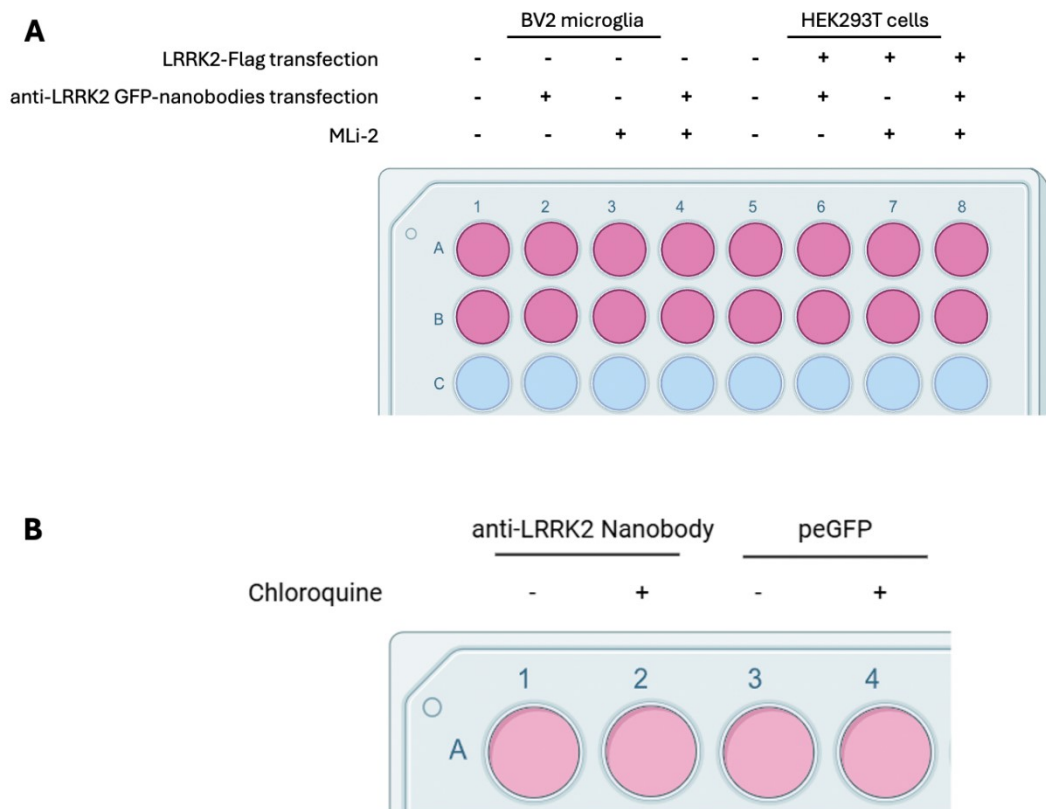 A
BV2 microglia HEK293T cells
LRRK2-Flag transfection - - - - - + + +
anti-LRRK2 GFP-nanobodies transfection - + - + - + - +
MLi-2 - - + + - - + +
1 2 3 4 5 6 7 8
A
B
C
B
anti-LRRK2 Nanobody peGFP
Chloroquine - + - +
1 2 3 4
A